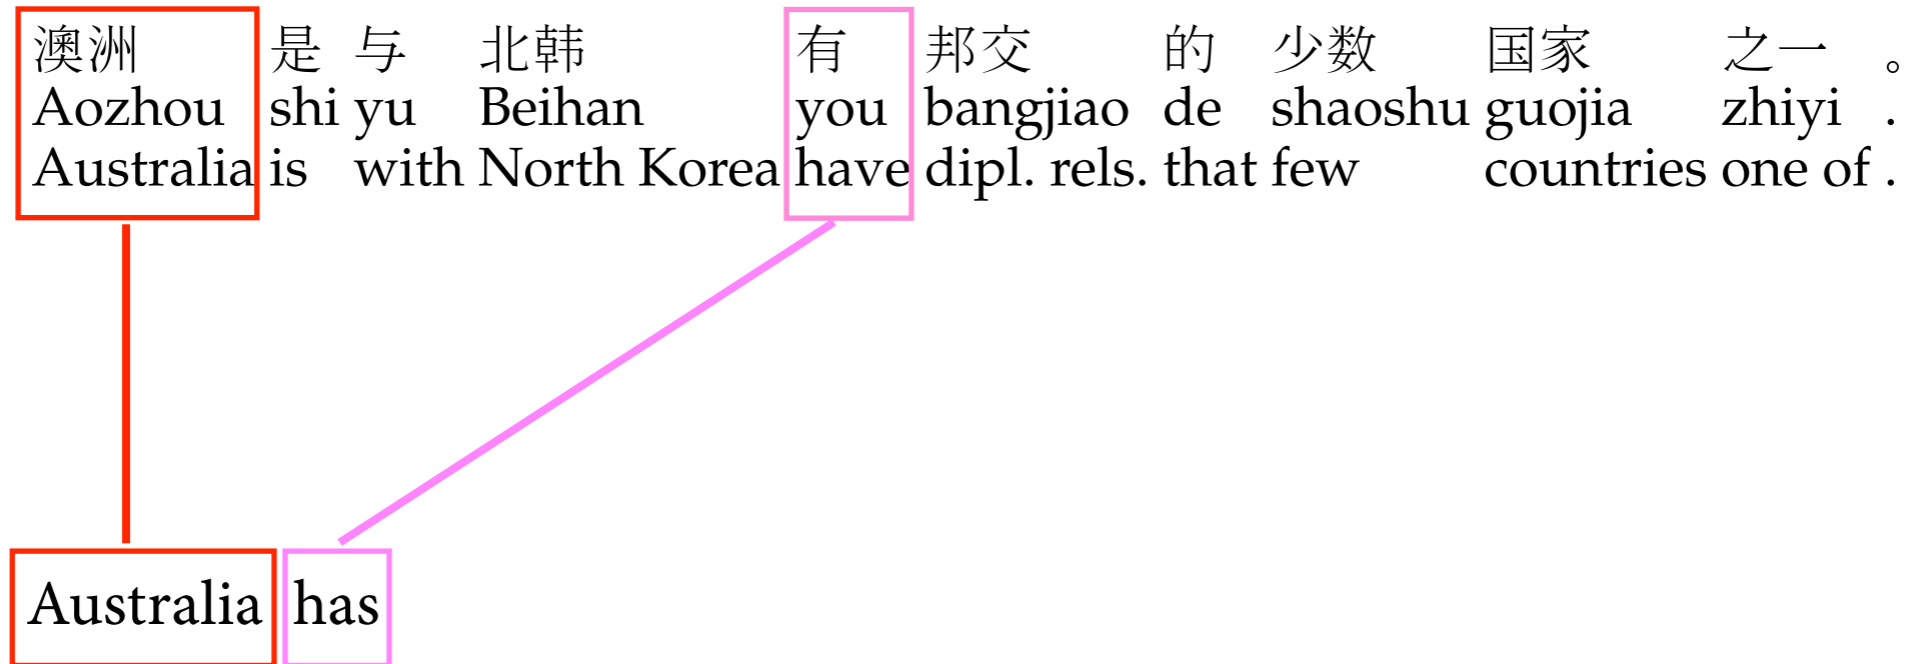 澳洲 是 与 北韩 有 邦交 的 少数 国家 之一 。
Aozhou shi yu Beihan you bangjiao de shaoshu guojia zhiyi .
Australia is with North Korea have dipl. rels. that few countries one of .
Australia has